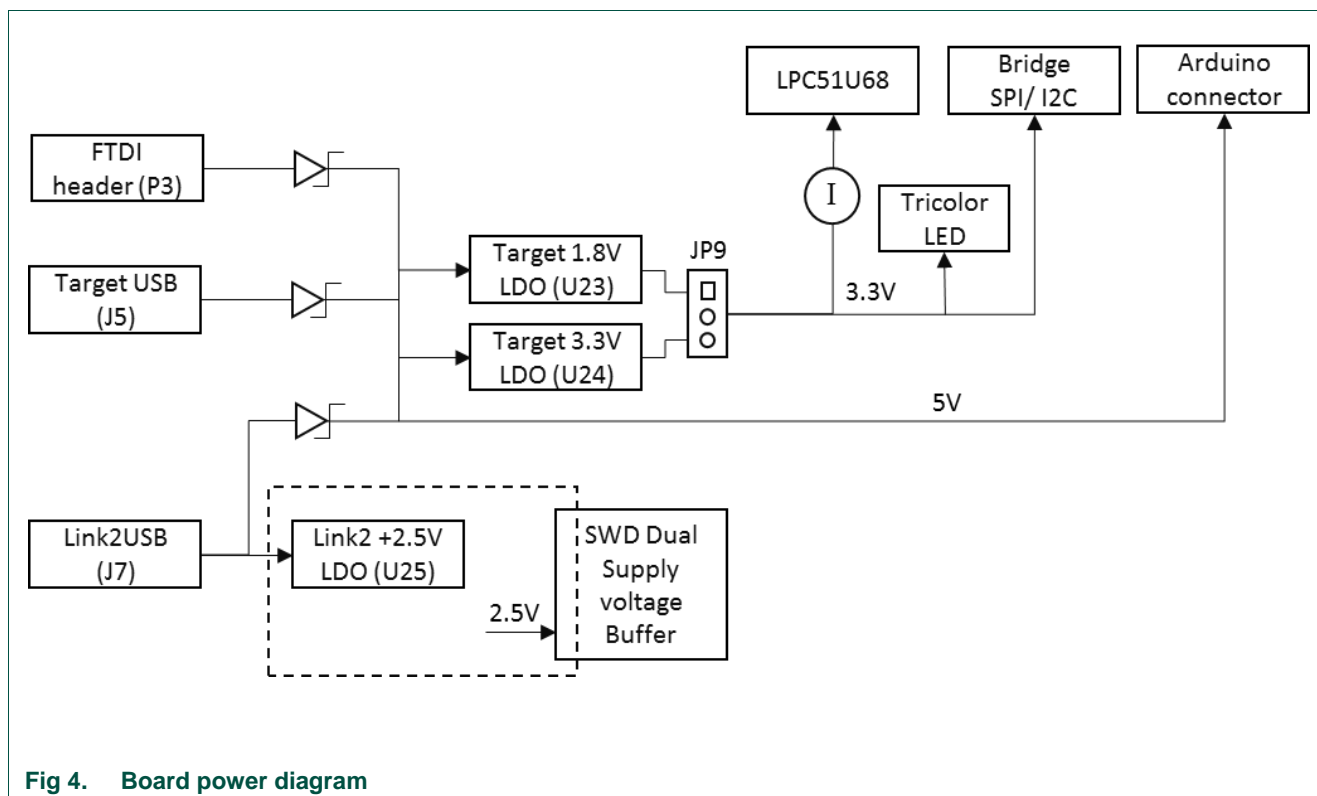 LPC51U68
Bridge
SPI/ I2C
Arduino
connector
FTDI
header (P3)
I
Tricolor
LED
Target 1.8V
LDO (U23)
JP9
Target USB
(J5)
3.3V
Target 3.3V
LDO (U24)
5V
Link2USB
(J7)
Link2 +2.5V
LDO (U25)
2.5V
SWD Dual
Supply
voltage
Buffer
Fig 4. Board power diagram